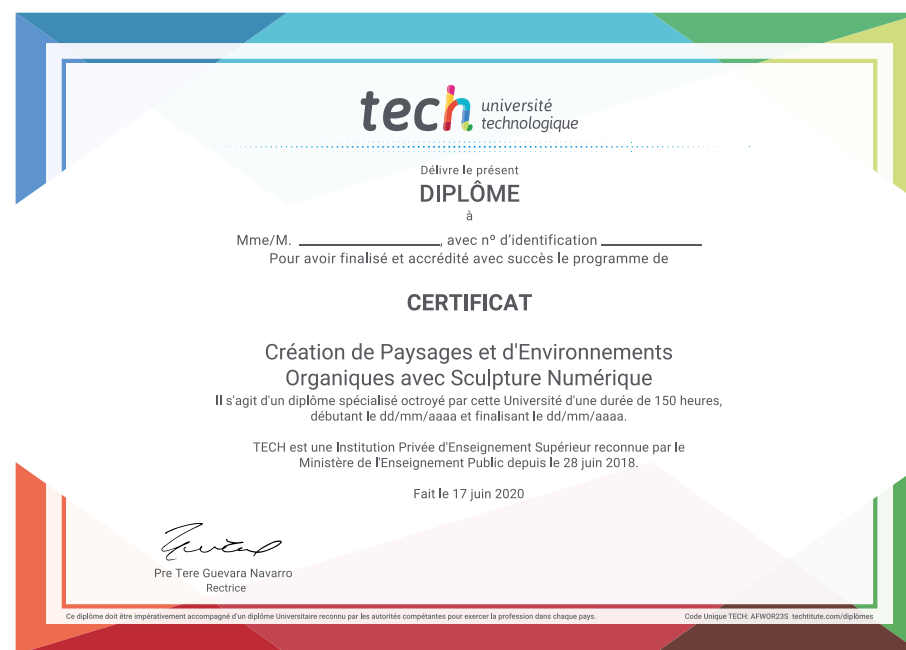 tech université
technologique
Délivre le présent
DIPLÔME
à
Mme/M. ____________________, avec nº d'identification ______________
Pour avoir finalisé et accrédité avec succès le programme de
CERTIFICAT
Création de Paysages et d'Environnements
Organiques avec Sculpture Numérique
Il s'agit d'un diplôme spécialisé octroyé par cette Université d'une durée de 150 heures,
débutant le dd/mm/aaaa et finalisant le dd/mm/aaaa.
TECH est une Institution Privée d'Enseignement Supérieur reconnue par le
Ministère de l'Enseignement Public depuis le 28 juin 2018.
Fait le 17 juin 2020
Pre Tere Guevara Navarro
Rectrice
Ce diplôme doit être impérativement accompagné d'un diplôme Universitaire reconnu par les autorités compétantes pour exercer la profession dans chaque pays. Code Unique TECH: AFWOR23S techtitute.com/diplômes